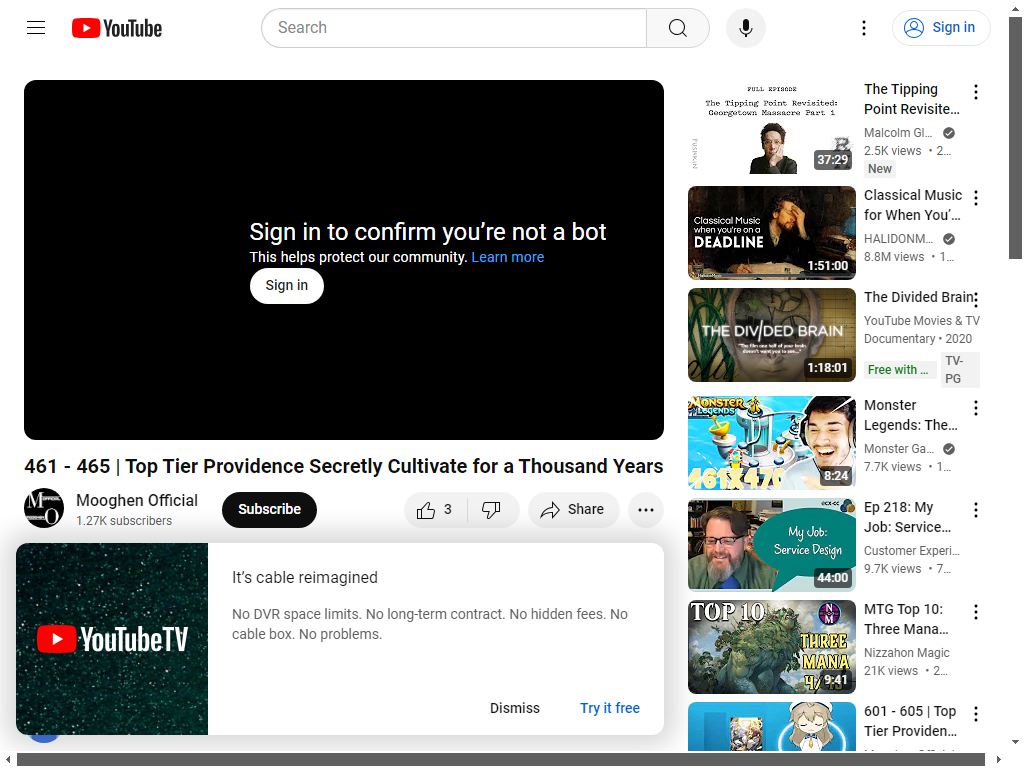 YouTube
Search
Sign in
Sign in to confirm you're not a bot
This helps protect our community. Learn more
Sign in
461 - 465 | Top Tier Providence Secretly Cultivate for a Thousand Years
Mooghen Official
1.27K subscribers
Subscribe
3
Share
YouTubeTV
It's cable reimagined
No DVR space limits. No long-term contract. No hidden fees. No
cable box. No problems.
Dismiss
Try it free
FULL EPISODE
The Tipping Point Revisited:
Georgetown Massacre Part 1
PUSHKIN
37:29
The Tipping
Point Revisite...
Malcolm Gl...
2.5K views • 2...
New
Classical Music
when you're on a
DEADLINE
1:51:00
Classical Music
for When You'...
HALIDONM...
8.8M views • 1...
THE DIVIDED BRAIN
1:18:01
The Divided Brain
YouTube Movies & TV
Documentary • 2020
Free with ...
TV-
PG
MONSTER
LEGENDS
461X470
8:24
Monster
Legends: The...
Monster Ga...
7.7K views • 1...
ecx-cc
My Job:
Service Design
44:00
Ep 218: My
Job: Service...
Customer Experi...
9.7K views • 7...
TOP 10
N
M
THREE
MANA
9:41
MTG Top 10:
Three Mana...
Nizzahon Magic
21K views • 2...
601 - 605 | Top
Tier Providen...